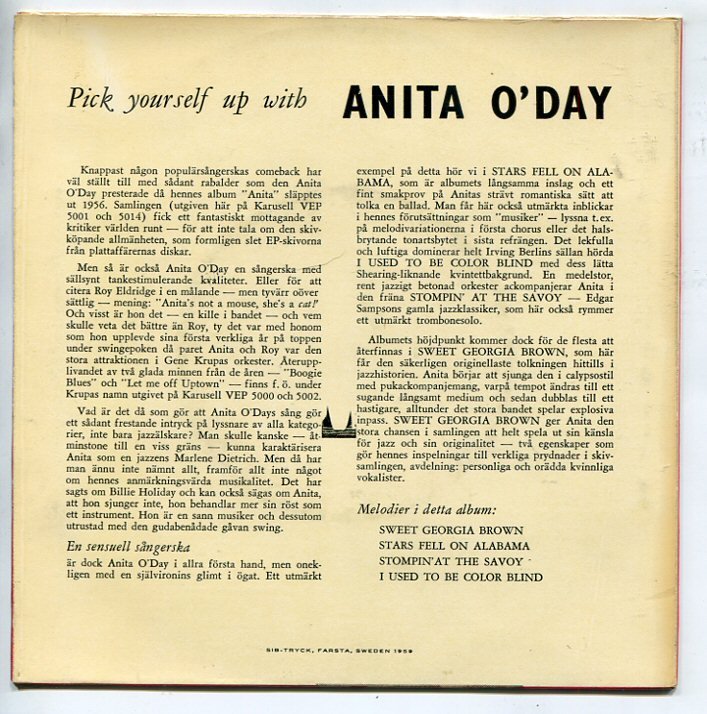 Pick yourself up with ANITA O'DAY
Knappast någon populärsångerskas comeback har
väl ställt till med sådant rabalder som den Anita
O'Day presterade då hennes album "Anita" släpptes
ut 1956. Samlingen (utgiven här på Karusell VEP
5001 och 5014) fick ett fantastiskt mottagande av
kritiker världen runt — för att inte tala om den skiv-
köpande allmänheten, som formligen slet EP-skivorna
från plattaffärernas diskar.
Men så är också Anita O'Day en sångerska med
sällsynt tankestimulerande kvaliteter. Eller för att
citera Roy Eldridge i en målande — men tyvärr oöver
sättlig — mening: "Anita's not a mouse, she's a cat!"
Och visst är hon det — en kille i bandet — och vem
skulle veta det bättre än Roy, ty det var med honom
som hon upplevde sina första verkliga år på toppen
under swingepoken då paret Anita och Roy var den
stora attraktionen i Gene Krupas orkester. Återupp-
livandet av två glada minnen från de åren — "Boogie
Blues" och "Let me off Uptown" — finns f. ö. under
Krupas namn utgivet på Karusell VEP 5000 och 5002.
Vad är det då som gör att Anita O'Days sång gör
ett sådant frestande intryck på lyssnare av alla katego-
rier, inte bara jazzälskare? Man skulle kanske — åt-
minstone till en viss gräns — kunna karaktärisera
Anita som en jazzens Marlene Dietrich. Men då har
man ännu inte nämnt allt, framför allt inte något
om hennes anmärkningsvärda musikalitet. Det har
sagts om Billie Holiday och kan också sägas om Anita,
att hon sjunger inte, hon behandlar mer sin röst som
ett instrument. Hon är en sann musiker och dessutom
utrustad med den gudabenådade gåvan swing.
En sensuell sångerska
är dock Anita O'Day i allra första hand, men onek-
ligen med en självironins glimt i ögat. Ett utmärkt
exempel på detta hör vi i STARS FELL ON ALA-
BAMA, som är albumets långsamma inslag och ett
fint smakprov på Anitas strävt romantiska sätt att
tolka en ballad. Man får här också utmärkta inblickar
i hennes förutsättningar som "musiker" — lyssna t. ex.
på melodivariationerna i första chorus eller det hals-
brytande tonartsbytet i sista refrängen. Det lekfulla
och luftiga dominerar helt Irving Berlins sällan hörda
I USED TO BE COLOR BLIND med dess lätta
Shearing-liknande kvintettbakgrund. En medelstor,
rent jazzigt betonad orkester ackompanjerar Anita i
den fräna STOMPIN' AT THE SAVOY — Edgar
Sampsons gamla jazzklassiker, som här också rymmer
ett utmärkt trombonesolo.
Albumets höjdpunkt kommer dock för de flesta att
återfinnas i SWEET GEORGIA BROWN, som här
får den säkerligen originellaste tolkningen hittills i
jazzhistorien. Anita börjar att sjunga den i calypsostil
med pukackompanjemang, varpå tempot ändras till ett
sugande långsamt medium och sedan dubblas till ett
hastigare, alltunder det stora bandet spelar explosiva
inpass. SWEET GEORGIA BROWN ger Anita den
stora chansen i samlingen att helt spela ut sin känsla
för jazz och sin originalitet — två egenskaper som
gör hennes inspelningar till verkliga prydnader i skiv-
samlingen, avdelning: personliga och orädda kvinnliga
vokalister.
Melodier i detta album:
SWEET GEORGIA BROWN
STARS FELL ON ALABAMA
STOMPIN'AT THE SAVOY
I USED TO BE COLOR BLIND
SIB-TRYCK, FARSTA, SWEDEN 1959